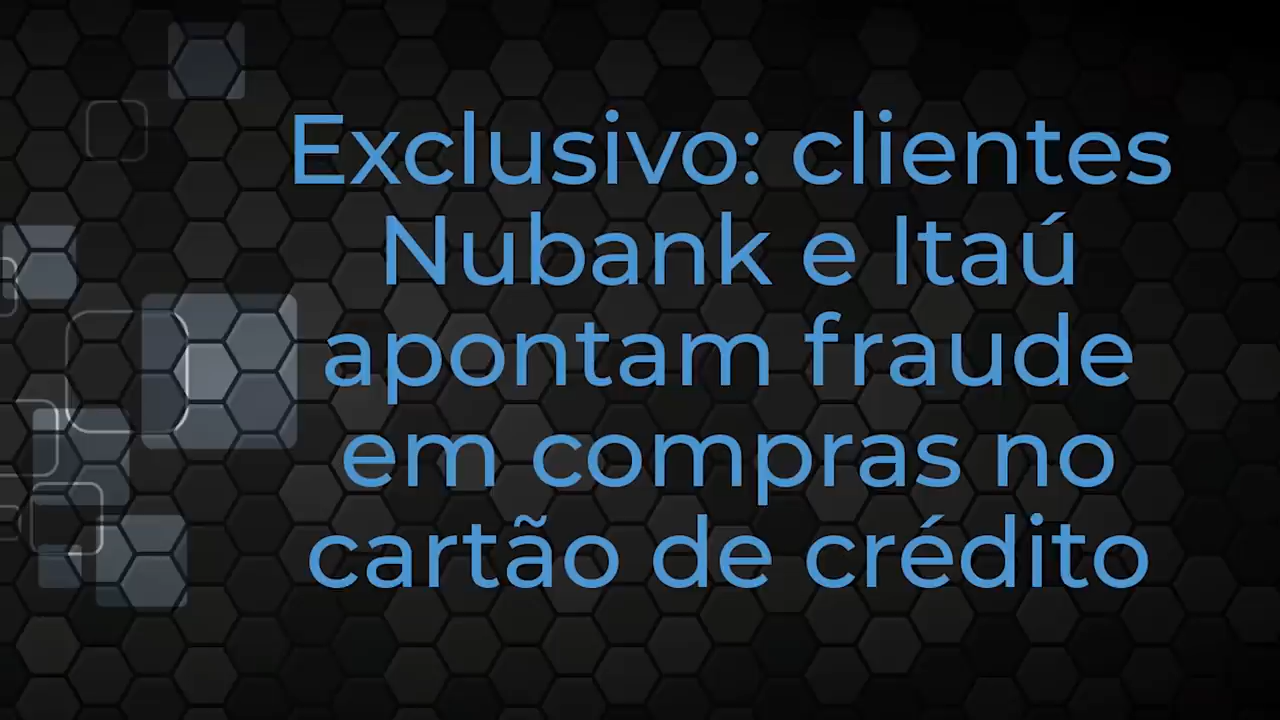 Exclusivo: clientes
Nubank e Itaú
apontam fraude
em compras no
cartão de crédito